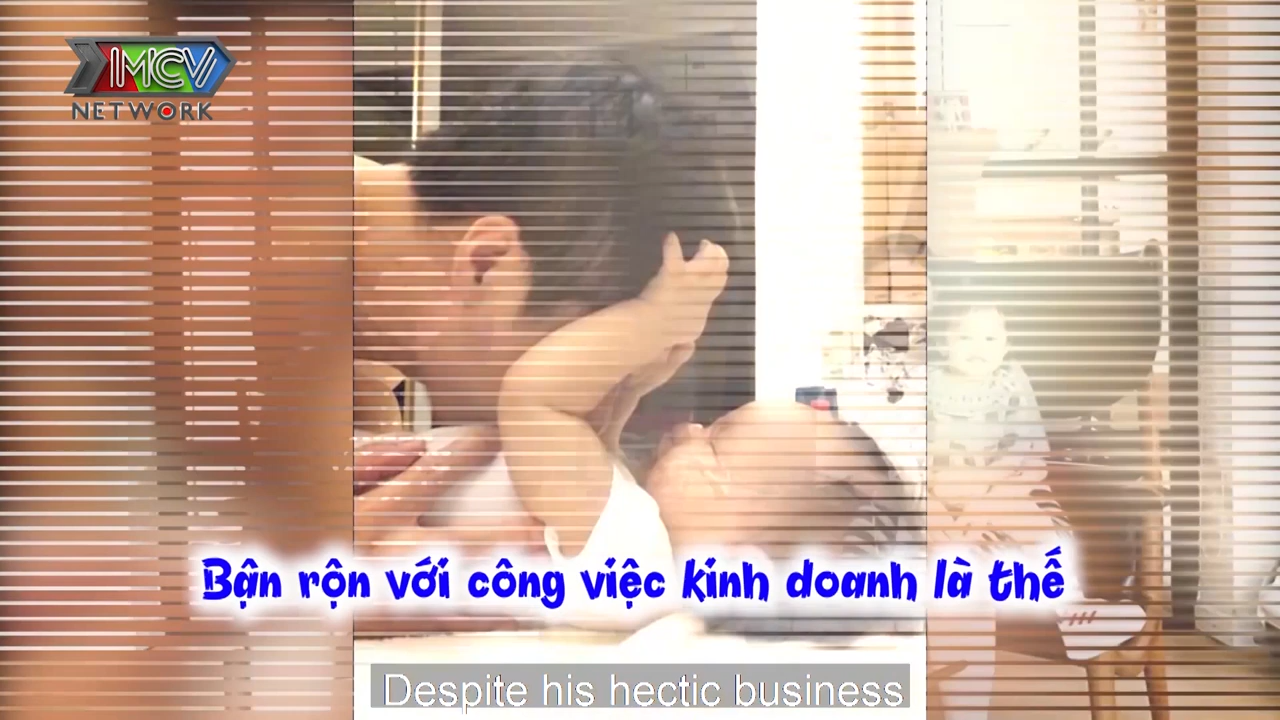 MCV
NETWORK
Bận rộn với công việc kinh doanh là thế
Despite his hectic business